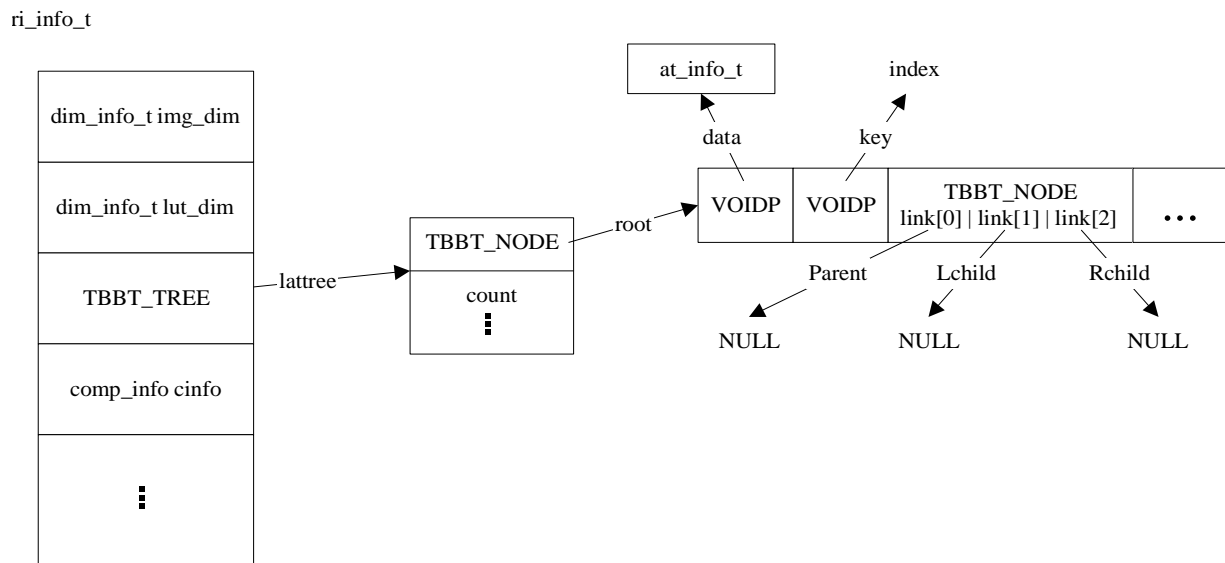 ri_info_t
at_info_t
index
dim_info_t img_dim
data
key
dim_info_t lut_dim
VOIDP
VOIDP
TBBT_NODE
link[0] | link[1] | link[2]
...
TBBT_NODE
root
TBBT_TREE
lattree
count
Parent
Lchild
Rchild
NULL
NULL
NULL
comp_info cinfo